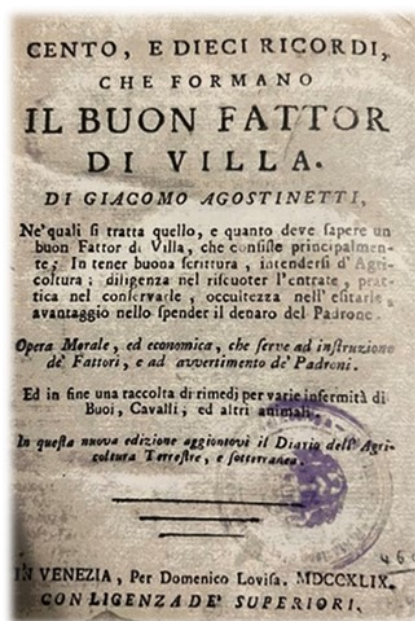 CENTO, E DIECI RICORDI,
CHE FORMANO
IL BUON FATTOR
DI VILLA.
DI GIACOMO AGOSTINETTI,
Ne' quali ſi tratta quello, e quanto deve ſapere un
buon Fattor di Villa, che conſiſte principalmen-
te; In tener buona ſcrittura, intenderſi d' Agri-
coltura; diligenza nel riſcuoter l'entrate, prat-
tica nel conſervarle, occultezza nell' eſitarle,
avantaggio nello ſpender il denaro del Padrone.
Opera Morale, ed economica, che ſerve ad inſtruzione
de' Fattori, e ad avvertimento de' Padroni.
Ed in fine una raccolta di rimedj per varie infermità di
Buoi, Cavalli, ed altri animali.
In queſta nuova edizione aggiontovi il Diario dell' Agri-
coltura Terreſtre, e ſotterranea.
IN VENEZIA, Per Domenico Loviſa. MDCCXLIX.
CON LIGENZA DE' SUPERIORI.